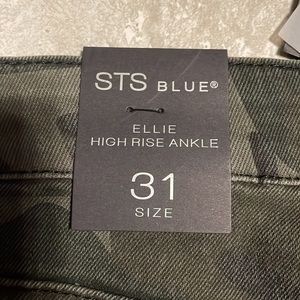 STS BLUE®
ELLIE
HIGH RISE ANKLE
31
SIZE